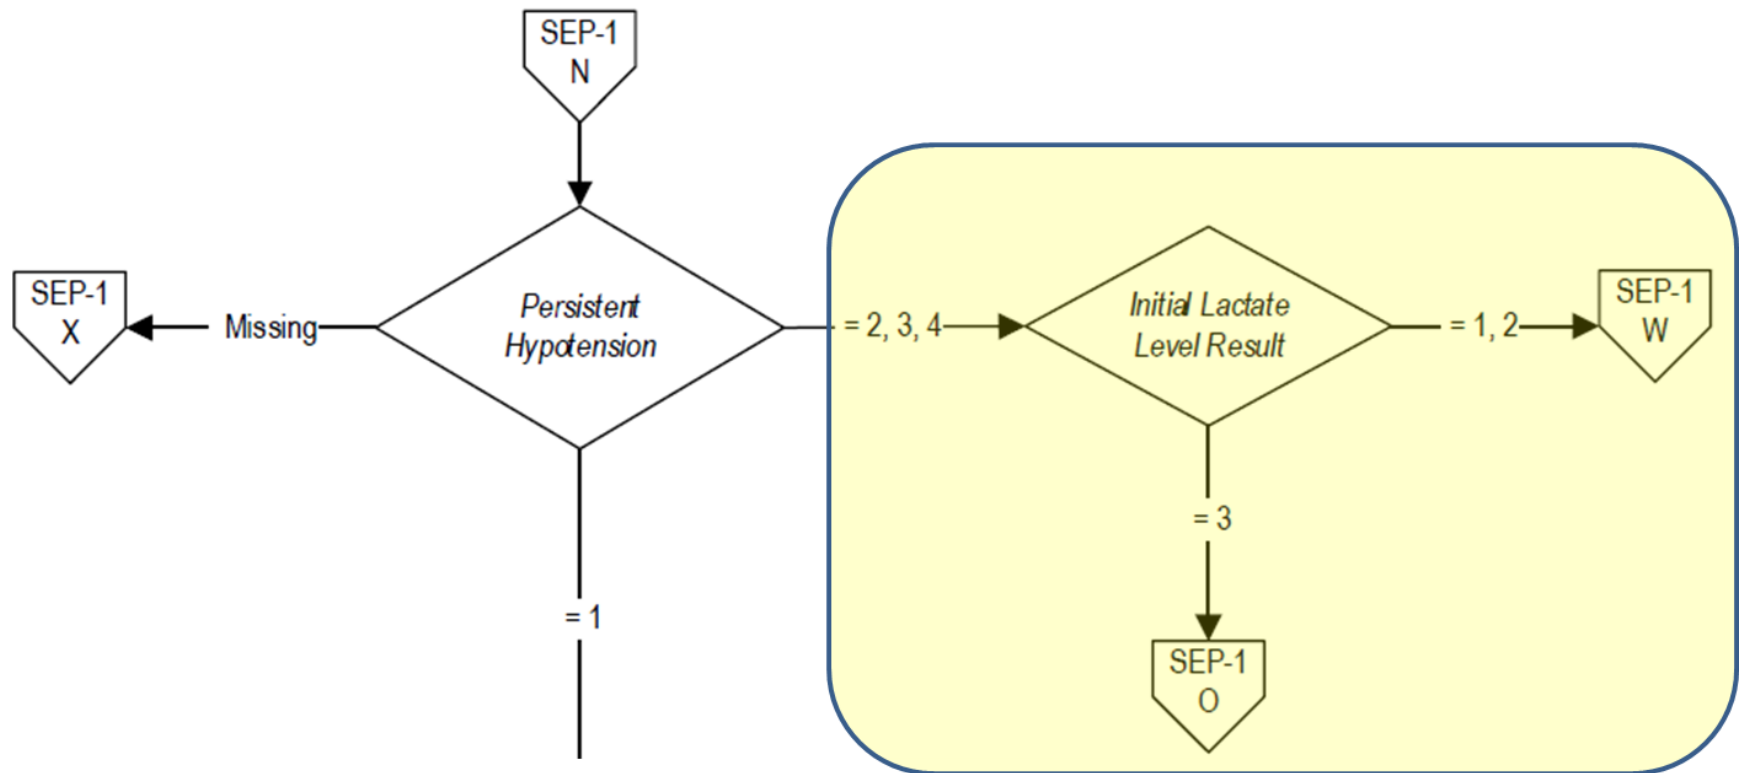 SEP-1
N
SEP-1
X
Missing
Persistent
Hypotension
= 2, 3, 4
Initial Lactate
Level Result
= 1, 2
SEP-1
W
= 3
= 1
SEP-1
O